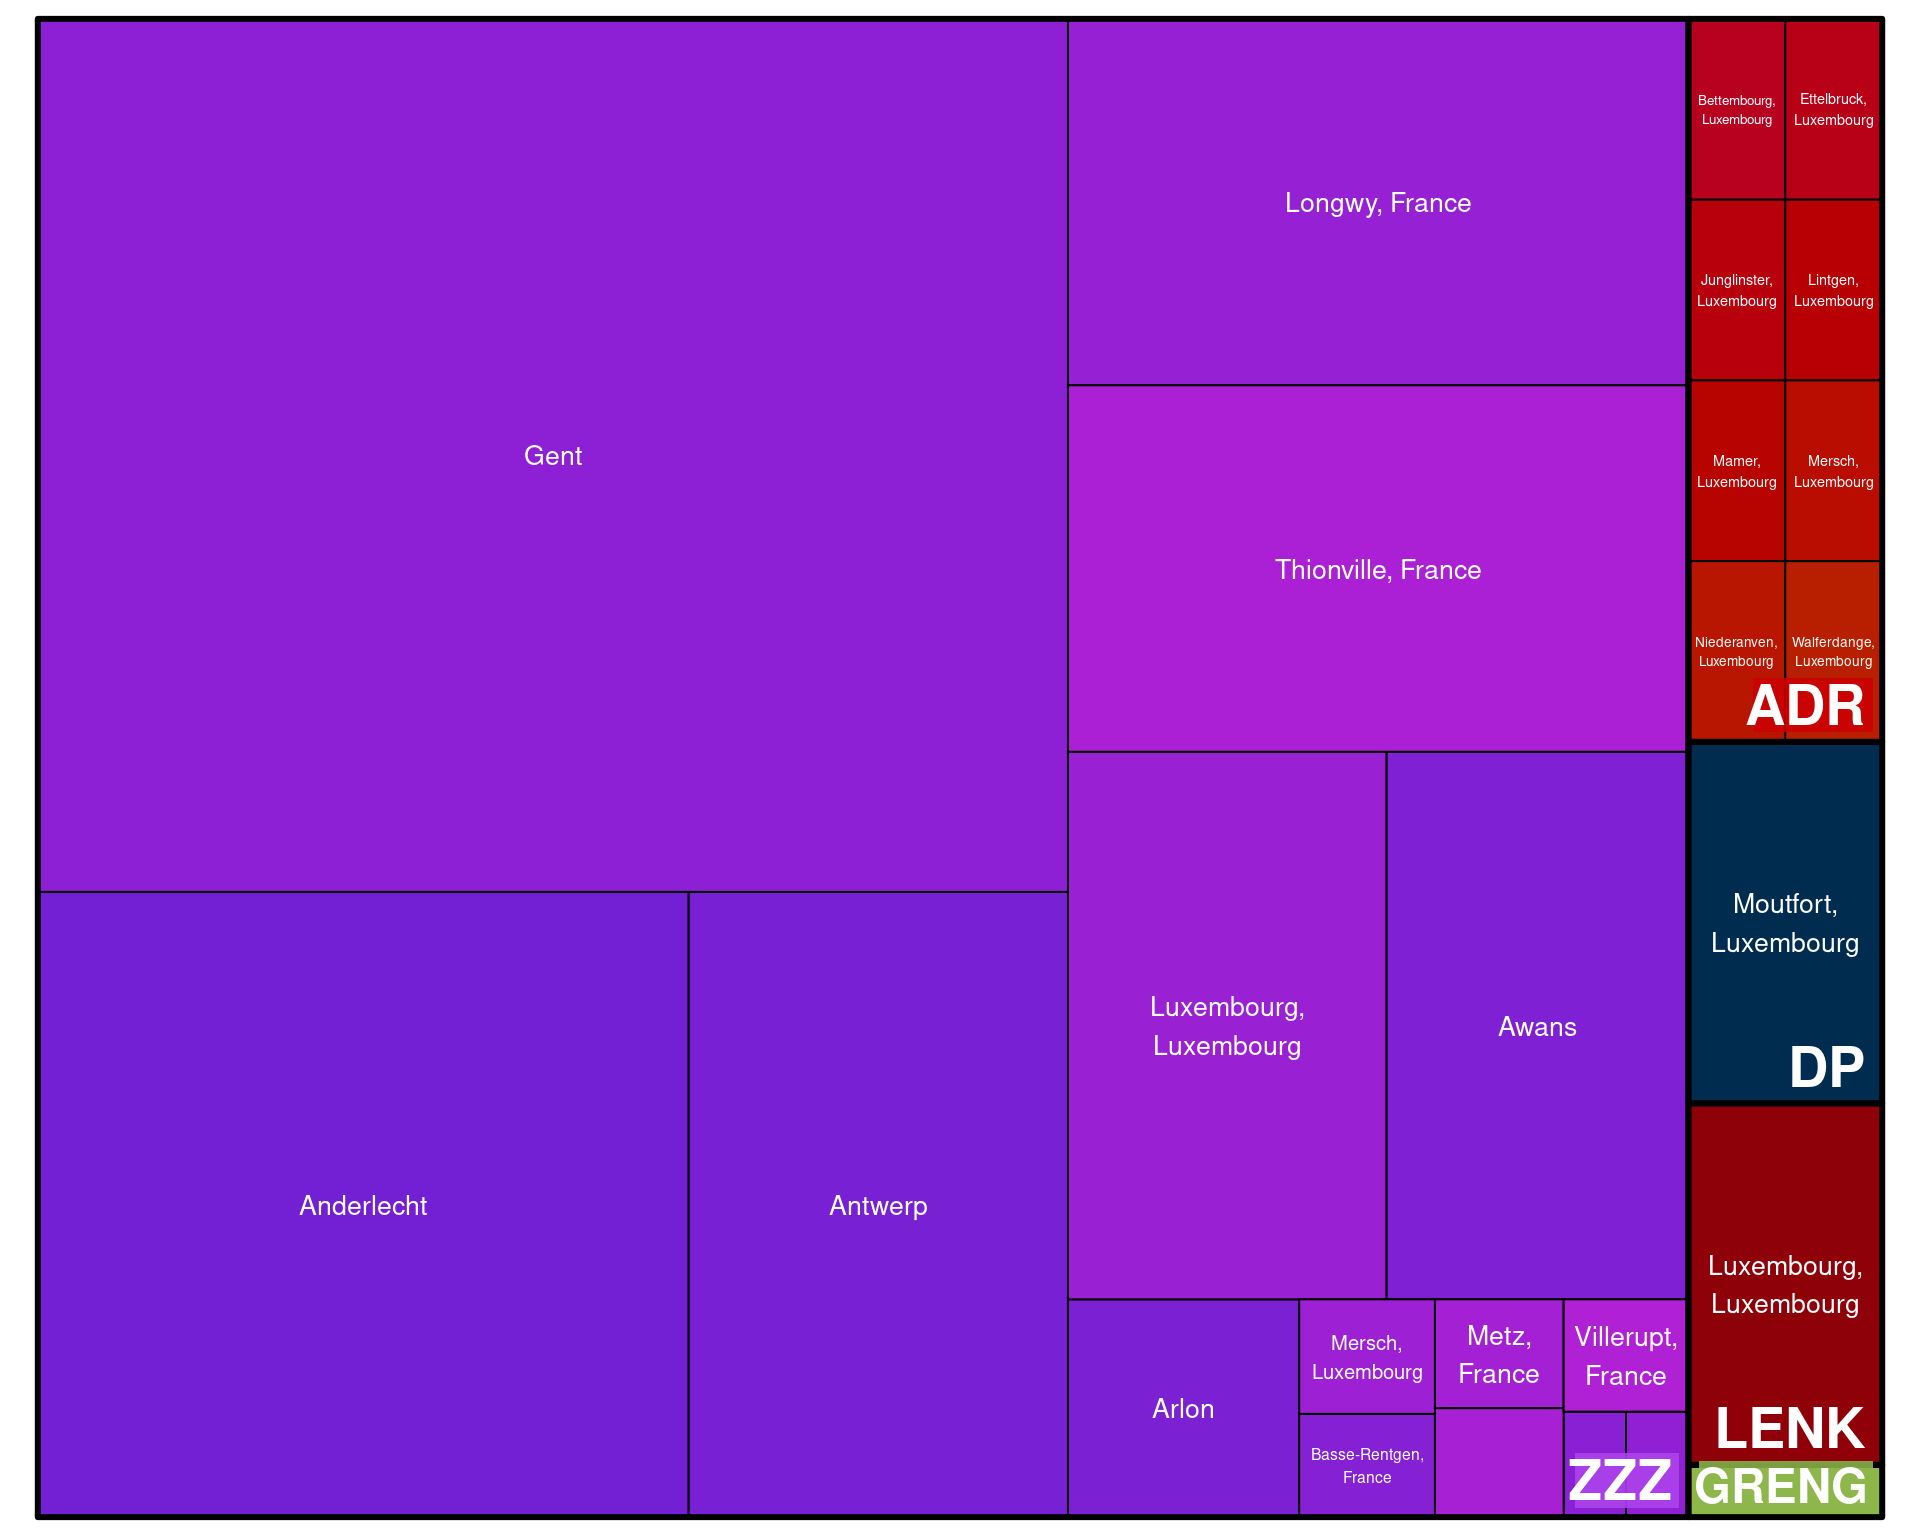 Gent
Longwy, France
Thionville, France
Anderlecht
Antwerp
Luxembourg,
Luxembourg
Awans
Arlon
Mersch,
Luxembourg
Basse-Rentgen,
France
Metz,
France
Villerupt,
France
ZZZ
Bettembourg,
Luxembourg
Ettelbruck,
Luxembourg
Junglinster,
Luxembourg
Lintgen,
Luxembourg
Mamer,
Luxembourg
Mersch,
Luxembourg
Niederanven,
Luxembourg
Walferdange,
Luxembourg
ADR
Moutfort,
Luxembourg
DP
Luxembourg,
Luxembourg
LENK
GRENG